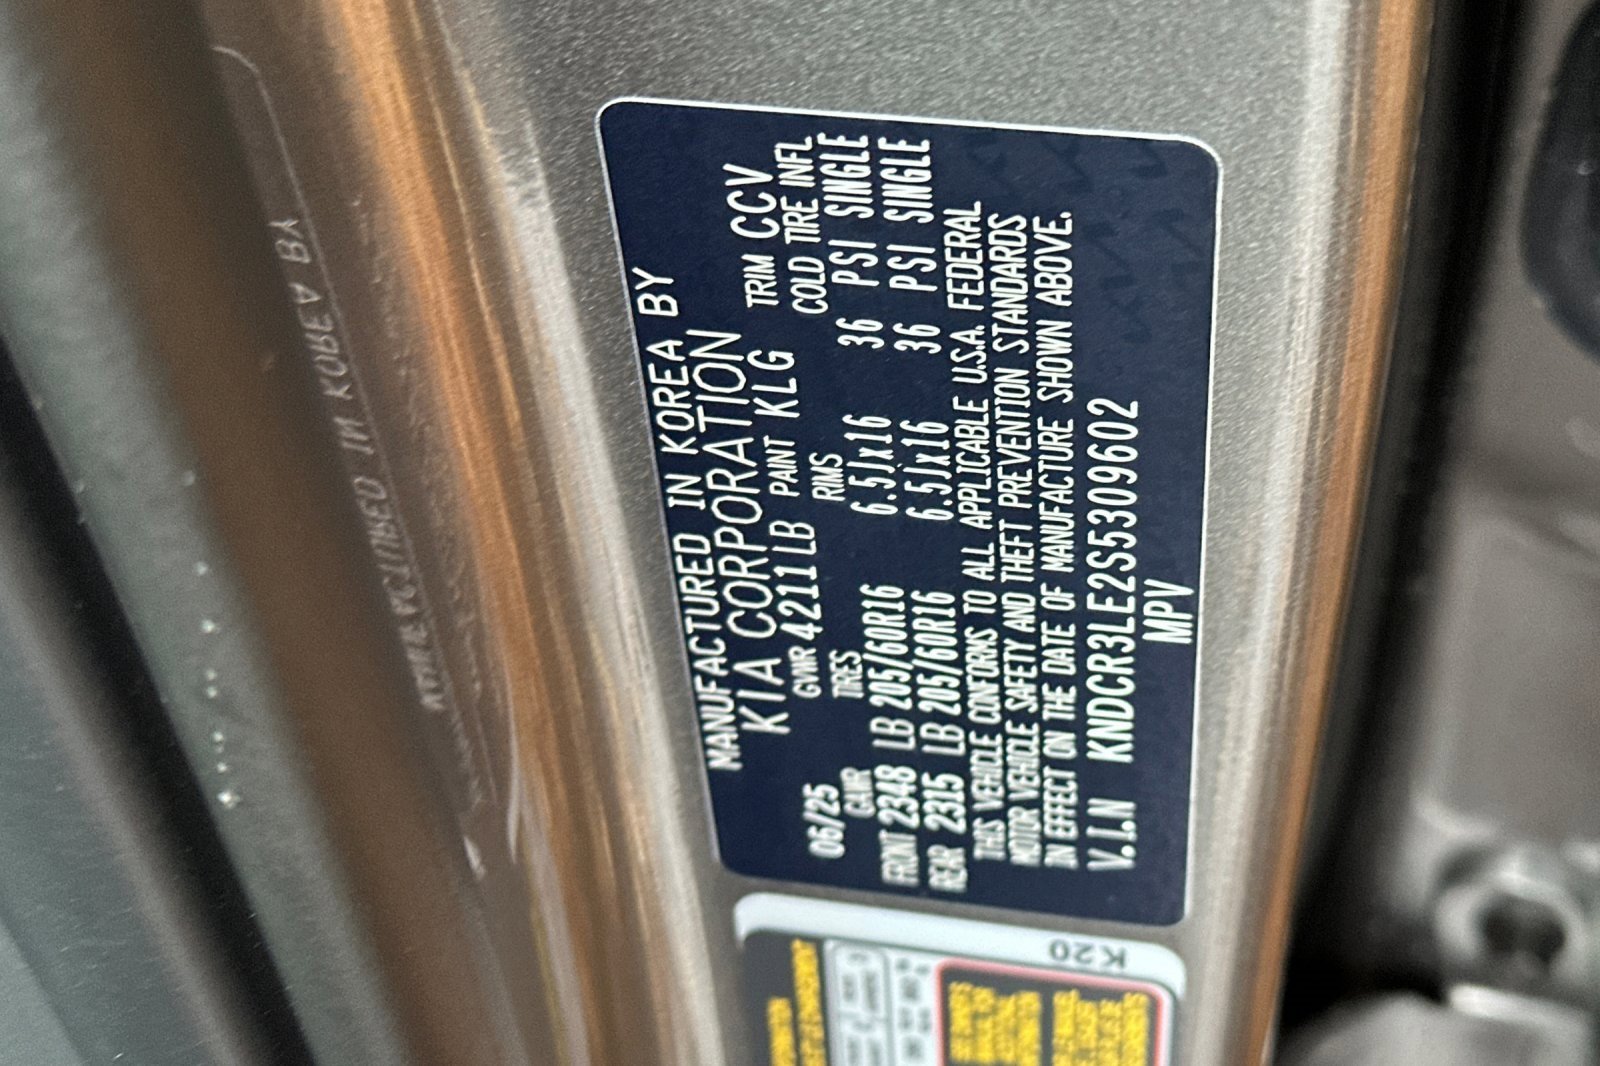 MANUFACTURED IN KOREA BY
KIA CORPORATION
GVWR 4211 LB PAINT KLG TRIM CCV
06/25
GAWR TIRES RIMS COLD TIRE INFL
FRONT 2348 LB 205/60R16 6.5Jx16 36 PSI SINGLE
REAR 2315 LB 205/60R16 6.5Jx16 36 PSI SINGLE
THIS VEHICLE CONFORMS TO ALL APPLICABLE U.S.A. FEDERAL
MOTOR VEHICLE SAFETY AND THEFT PREVENTION STANDARDS
IN EFFECT ON THE DATE OF MANUFACTURE SHOWN ABOVE.
V.I.N KNDCR3LE2S5309602
MPV
K20